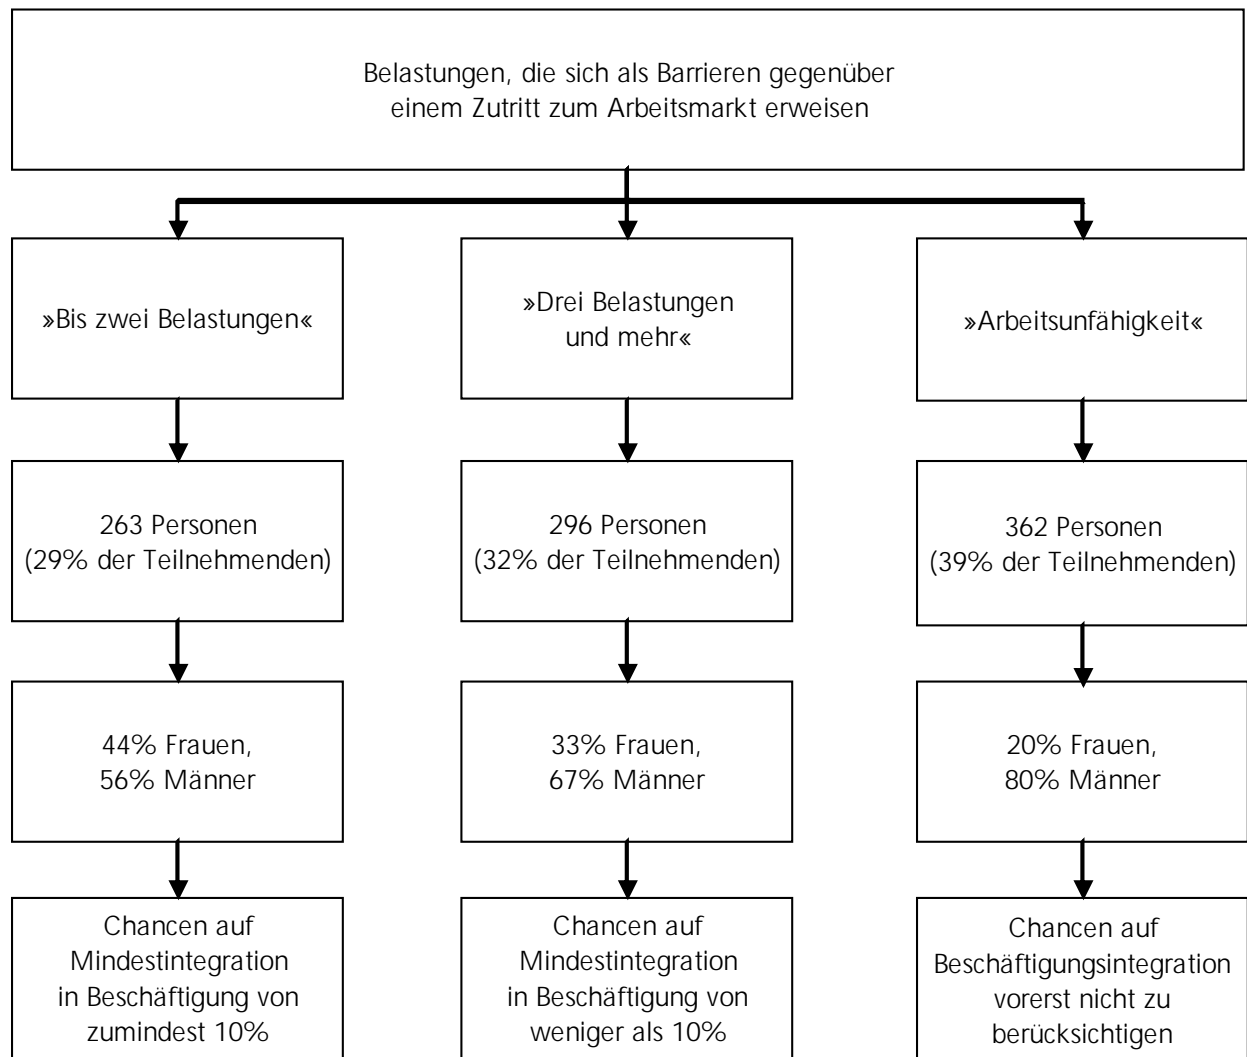 Belastungen, die sich als Barrieren gegenüber
einem Zutritt zum Arbeitsmarkt erweisen
»Bis zwei Belastungen«
»Drei Belastungen
und mehr«
»Arbeitsunfähigkeit«
263 Personen
(29% der Teilnehmenden)
296 Personen
(32% der Teilnehmenden)
362 Personen
(39% der Teilnehmenden)
44% Frauen,
56% Männer
33% Frauen,
67% Männer
20% Frauen,
80% Männer
Chancen auf
Mindestintegration
in Beschäftigung von
zumindest 10%
Chancen auf
Mindestintegration
in Beschäftigung von
weniger als 10%
Chancen auf
Beschäftigungsintegration
vorerst nicht zu
berücksichtigen